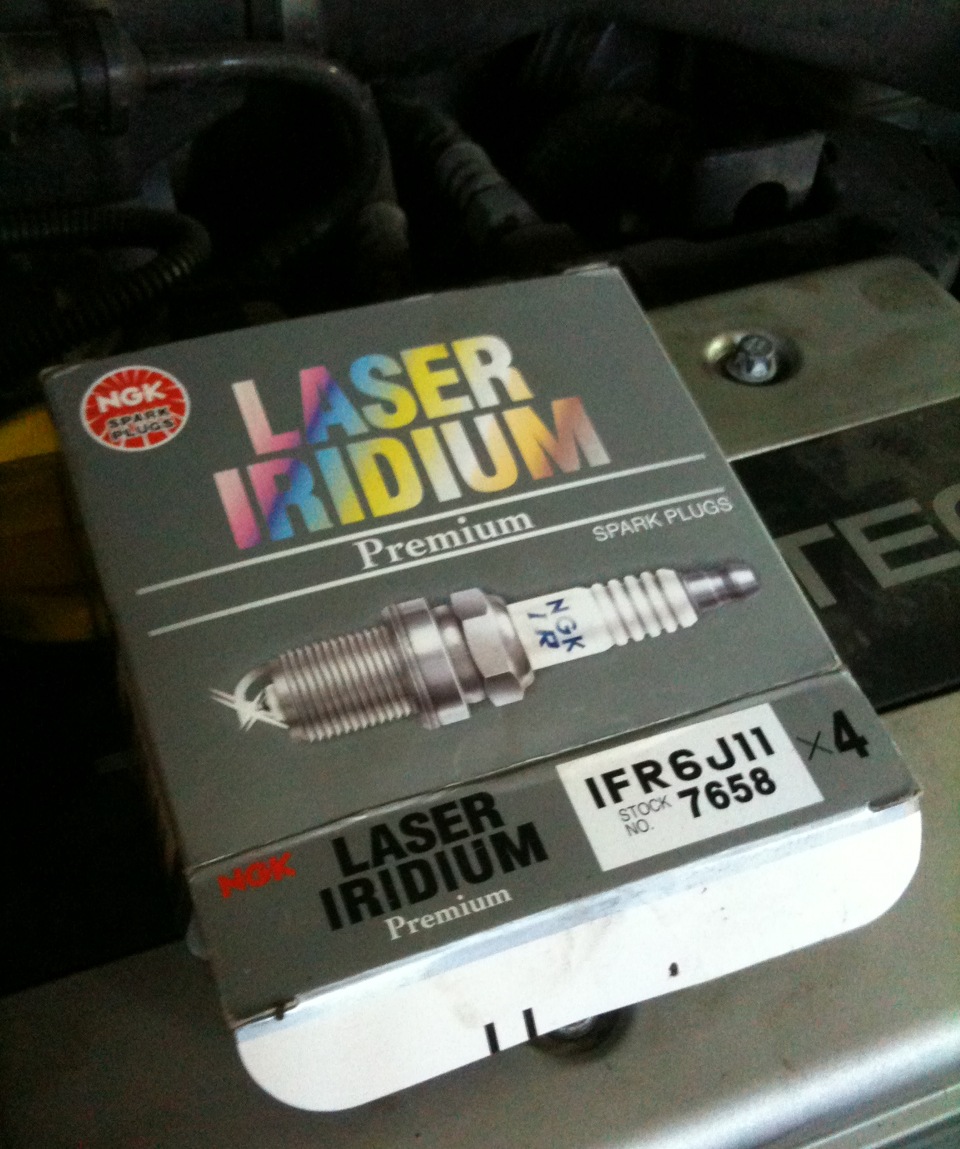 NGK
SPARK
PLUGS
LASER
IRIDIUM
Premium
SPARK PLUGS
NGK
IR
TEC
NGK
LASER
IRIDIUM
Premium
IFR6J11
STOCK
NO. 7658
×4